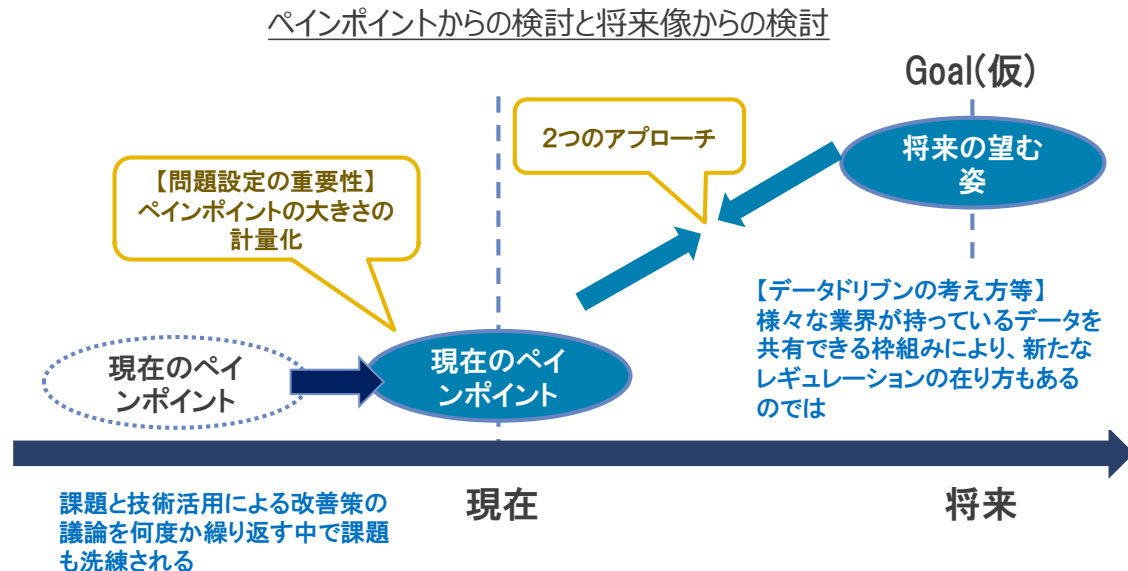 ペインポイントからの検討と将来像からの検討
Goal(仮)
2つのアプローチ
将来の望む
姿
【問題設定の重要性】
ペインポイントの大きさの
計量化
【データドリブンの考え方等】
様々な業界が持っているデータを
共有できる枠組みにより、新たな
レギュレーションの在り方もある
のでは
現在のペイ
ンポイント
現在のペイ
ンポイント
課題と技術活用による改善策の
議論を何度か繰り返す中で課題
も洗練される
現在
将来